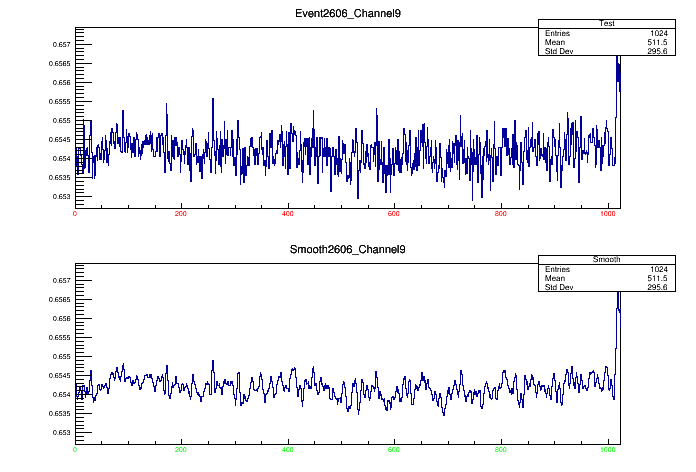 Event2606_Channel9
Test
Entries 1024
Mean 511.5
Std Dev 295.6
0.657
0.6565
0.656
0.6555
0.655
0.6545
0.654
0.6535
0.653
0 200 400 600 800 1000
Smooth2606_Channel9
Smooth
Entries 1024
Mean 511.5
Std Dev 295.6
0.657
0.6565
0.656
0.6555
0.655
0.6545
0.654
0.6535
0.653
0 200 400 600 800 1000